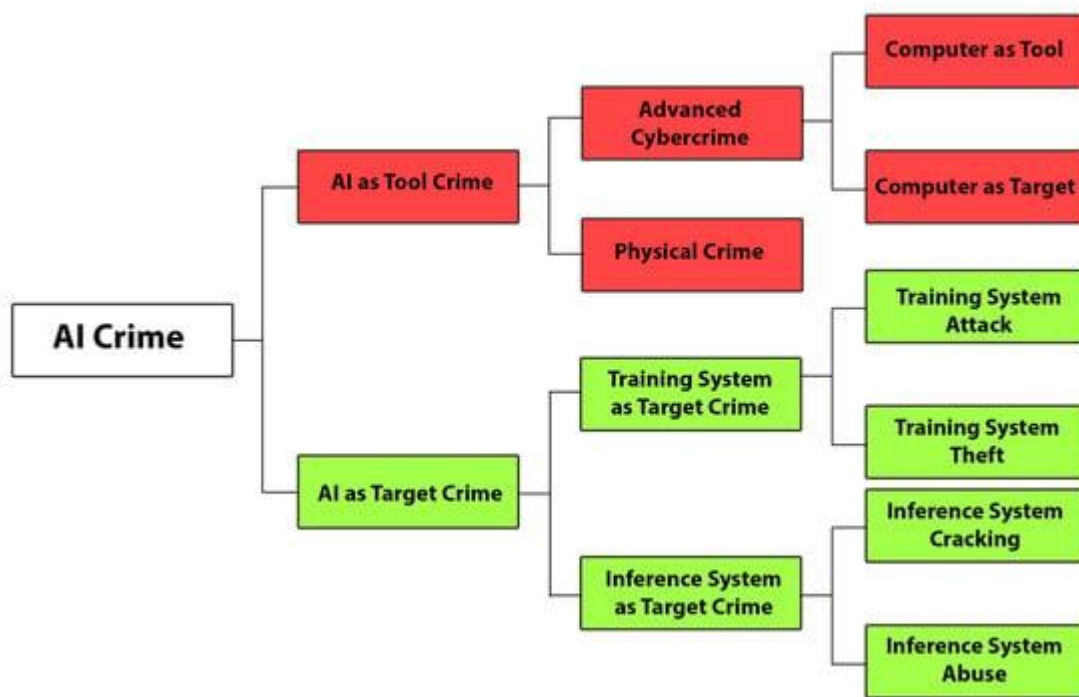 Computer as Tool
Advanced
Cybercrime
AI as Tool Crime
Computer as Target
Physical Crime
Training System
Attack
AI Crime
Training System
as Target Crime
Training System
Theft
AI as Target Crime
Inference System
Cracking
Inference System
as Target Crime
Inference System
Abuse